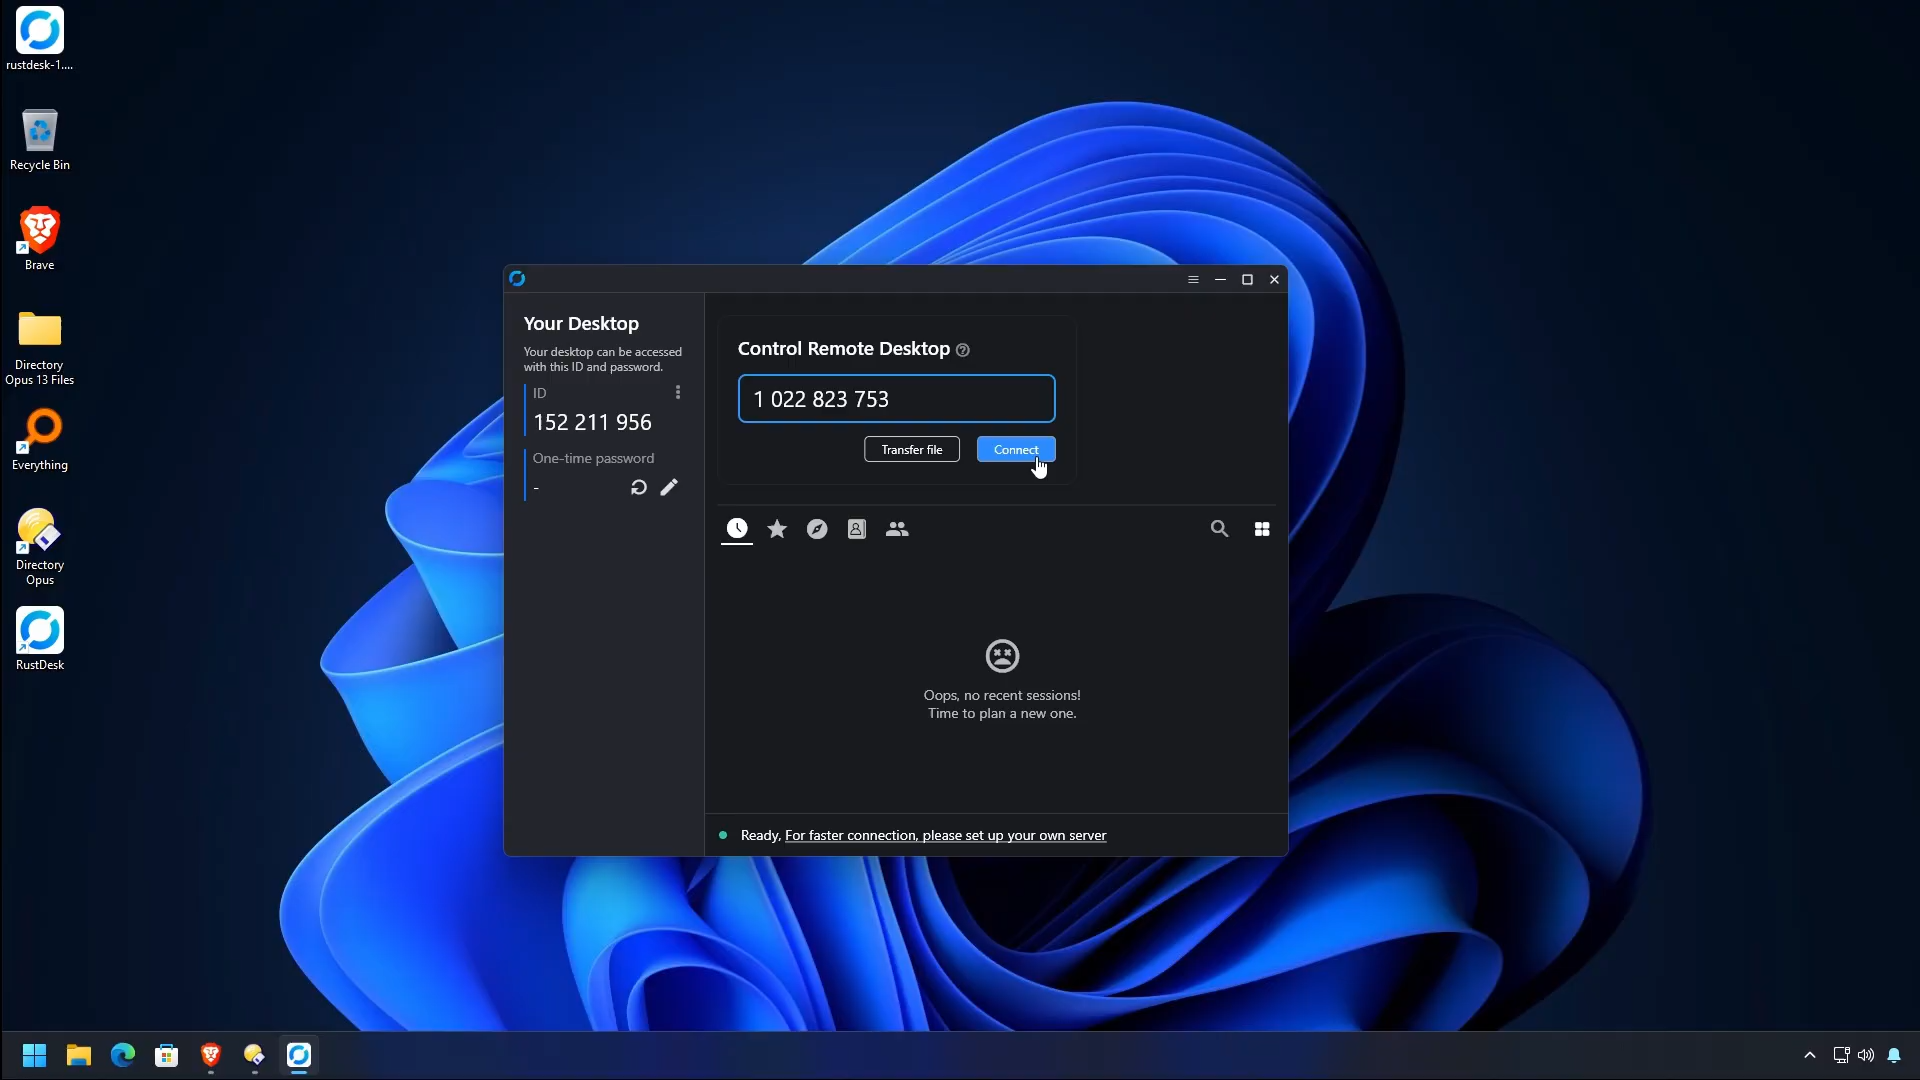 rustdesk-1....
Recycle Bin
Brave
Directory
Opus 13 Files
Everything
Directory
Opus
RustDesk
Your Desktop
Your desktop can be accessed
with this ID and password.
ID
152 211 956
One-time password
-
Control Remote Desktop
1 022 823 753
Transfer file
Connect
Oops, no recent sessions!
Time to plan a new one.
Ready, For faster connection, please set up your own server